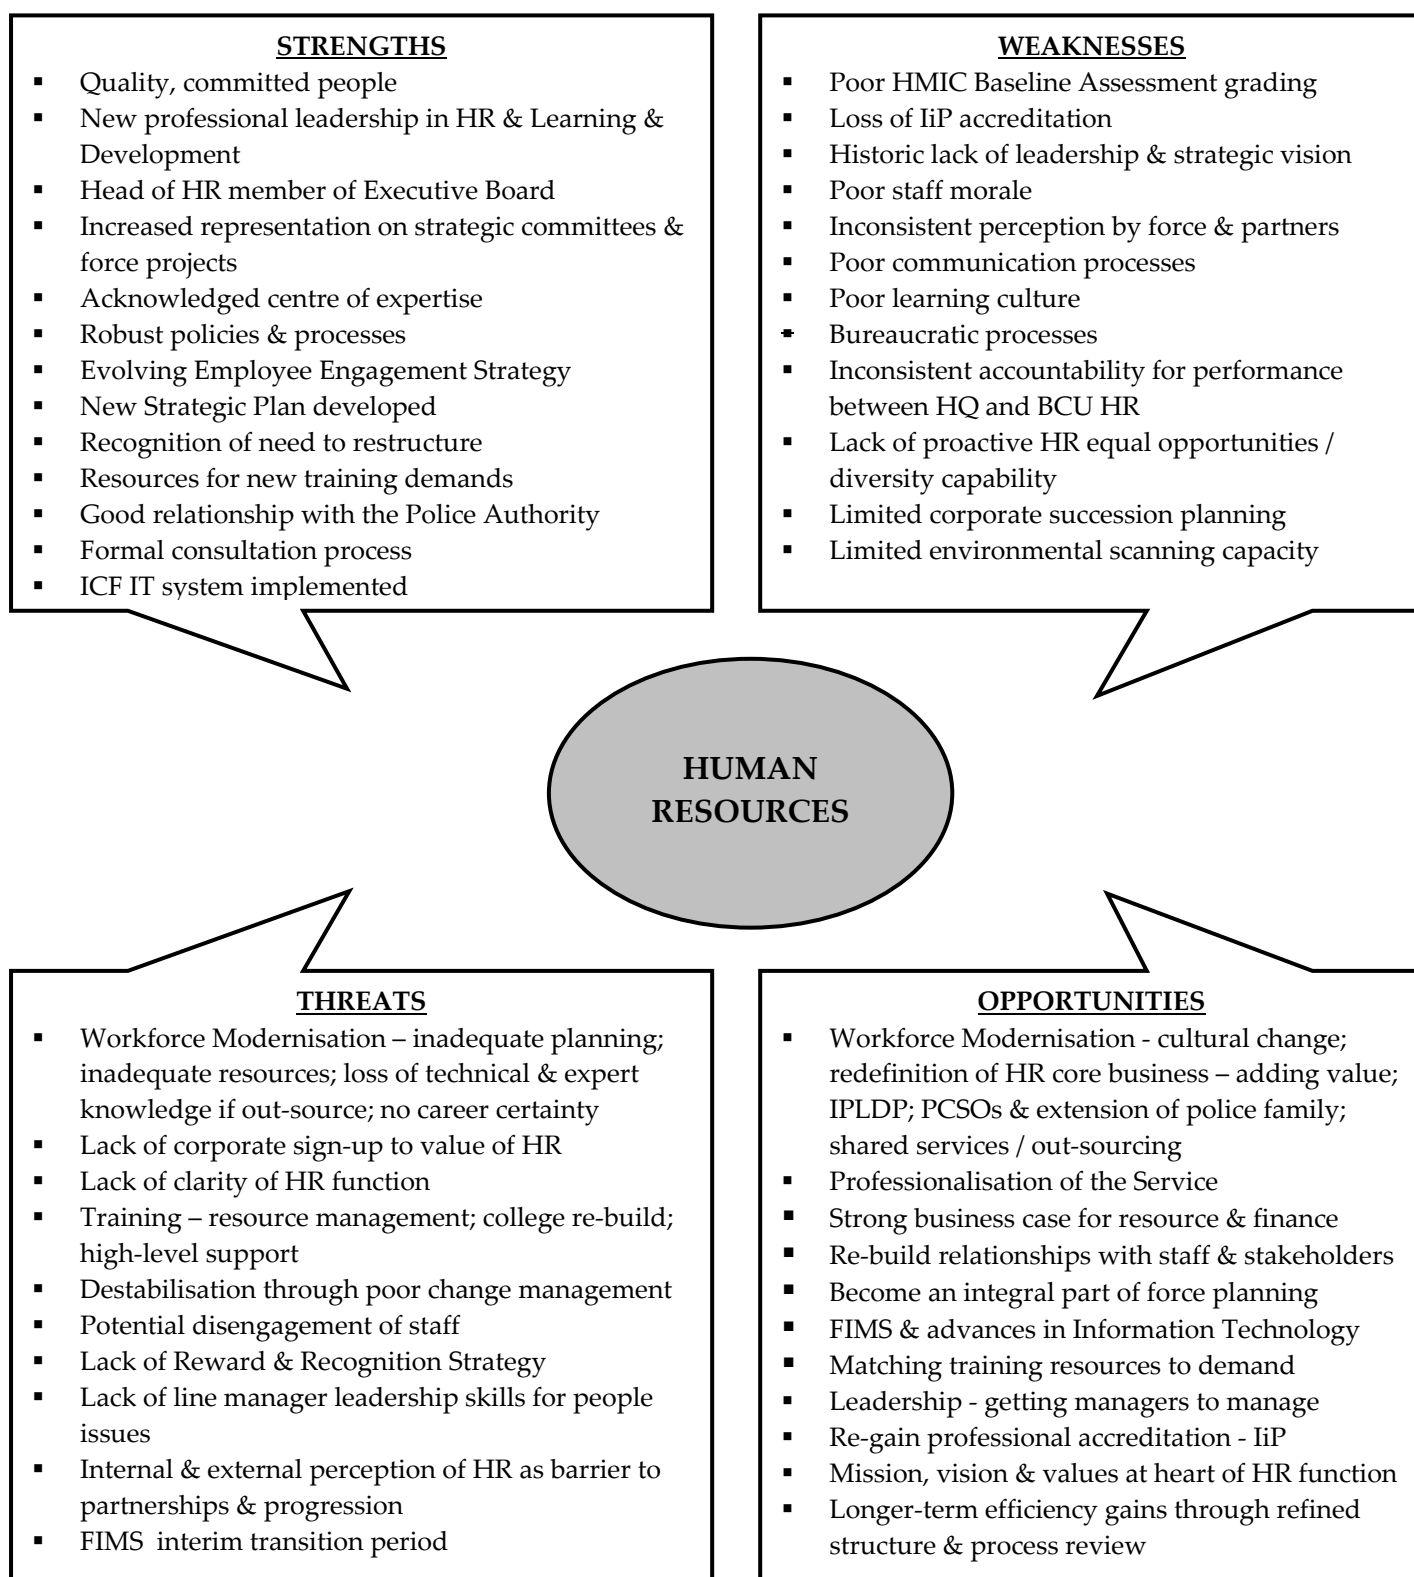 STRENGTHS
▪ Quality, committed people
▪ New professional leadership in HR & Learning &
Development
▪ Head of HR member of Executive Board
▪ Increased representation on strategic committees &
force projects
▪ Acknowledged centre of expertise
▪ Robust policies & processes
▪ Evolving Employee Engagement Strategy
▪ New Strategic Plan developed
▪ Recognition of need to restructure
▪ Resources for new training demands
▪ Good relationship with the Police Authority
▪ Formal consultation process
▪ ICF IT system implemented
WEAKNESSES
▪ Poor HMIC Baseline Assessment grading
▪ Loss of IiP accreditation
▪ Historic lack of leadership & strategic vision
▪ Poor staff morale
▪ Inconsistent perception by force & partners
▪ Poor communication processes
▪ Poor learning culture
▪ Bureaucratic processes
▪ Inconsistent accountability for performance
between HQ and BCU HR
▪ Lack of proactive HR equal opportunities /
diversity capability
▪ Limited corporate succession planning
▪ Limited environmental scanning capacity
HUMAN
RESOURCES
THREATS
▪ Workforce Modernisation – inadequate planning;
inadequate resources; loss of technical & expert
knowledge if out-source; no career certainty
▪ Lack of corporate sign-up to value of HR
▪ Lack of clarity of HR function
▪ Training – resource management; college re-build;
high-level support
▪ Destabilisation through poor change management
▪ Potential disengagement of staff
▪ Lack of Reward & Recognition Strategy
▪ Lack of line manager leadership skills for people
issues
▪ Internal & external perception of HR as barrier to
partnerships & progression
▪ FIMS  interim transition period
OPPORTUNITIES
▪ Workforce Modernisation - cultural change;
redefinition of HR core business – adding value;
IPLDP; PCSOs & extension of police family;
shared services / out-sourcing
▪ Professionalisation of the Service
▪ Strong business case for resource & finance
▪ Re-build relationships with staff & stakeholders
▪ Become an integral part of force planning
▪ FIMS & advances in Information Technology
▪ Matching training resources to demand
▪ Leadership - getting managers to manage
▪ Re-gain professional accreditation - IiP
▪ Mission, vision & values at heart of HR function
▪ Longer-term efficiency gains through refined
structure & process review